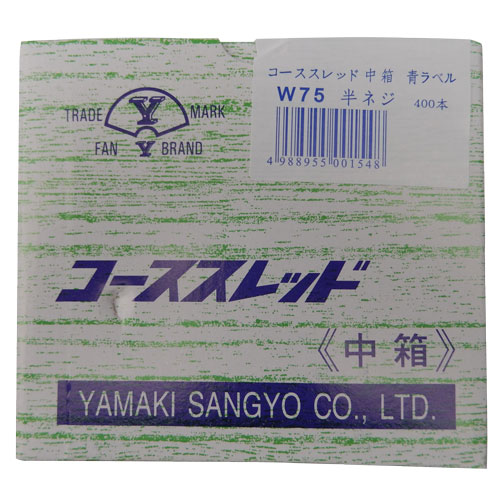 コーススレッド 中箱 青ラベル
W75 半ネジ 400本
4 988955 001548
TRADE Y MARK
FAN Y BRAND
コーススレッド
《中箱》
YAMAKI SANGYO CO., LTD.